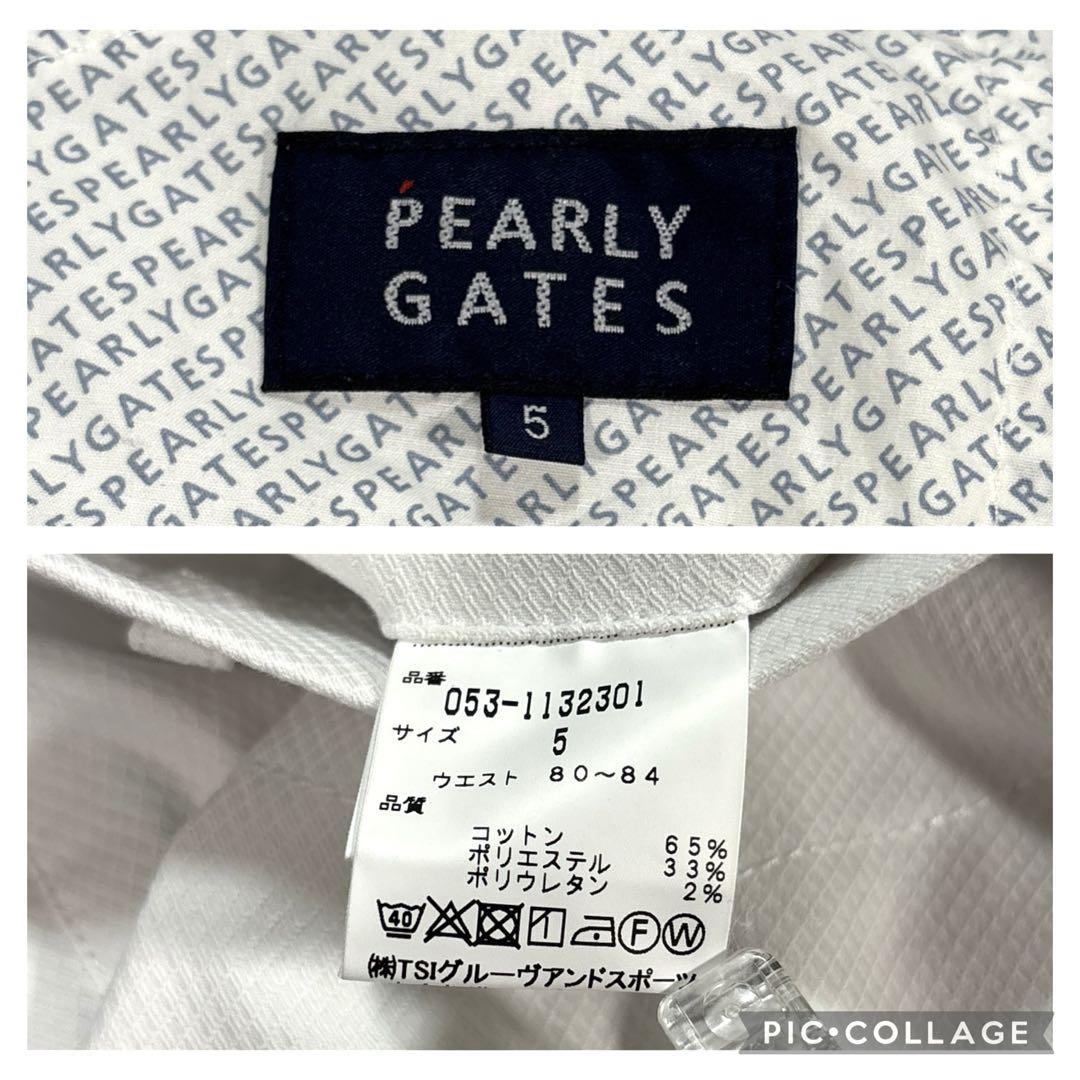 PEARLY
GATES
5
品番
053-1132301
サイズ 5
ウエスト 80~84
品質
コットン 65%
ポリエステル 33%
ポリウレタン 2%
40
F W
(株)TSIグルーヴアンドスポーツ
PIC•COLLAGE